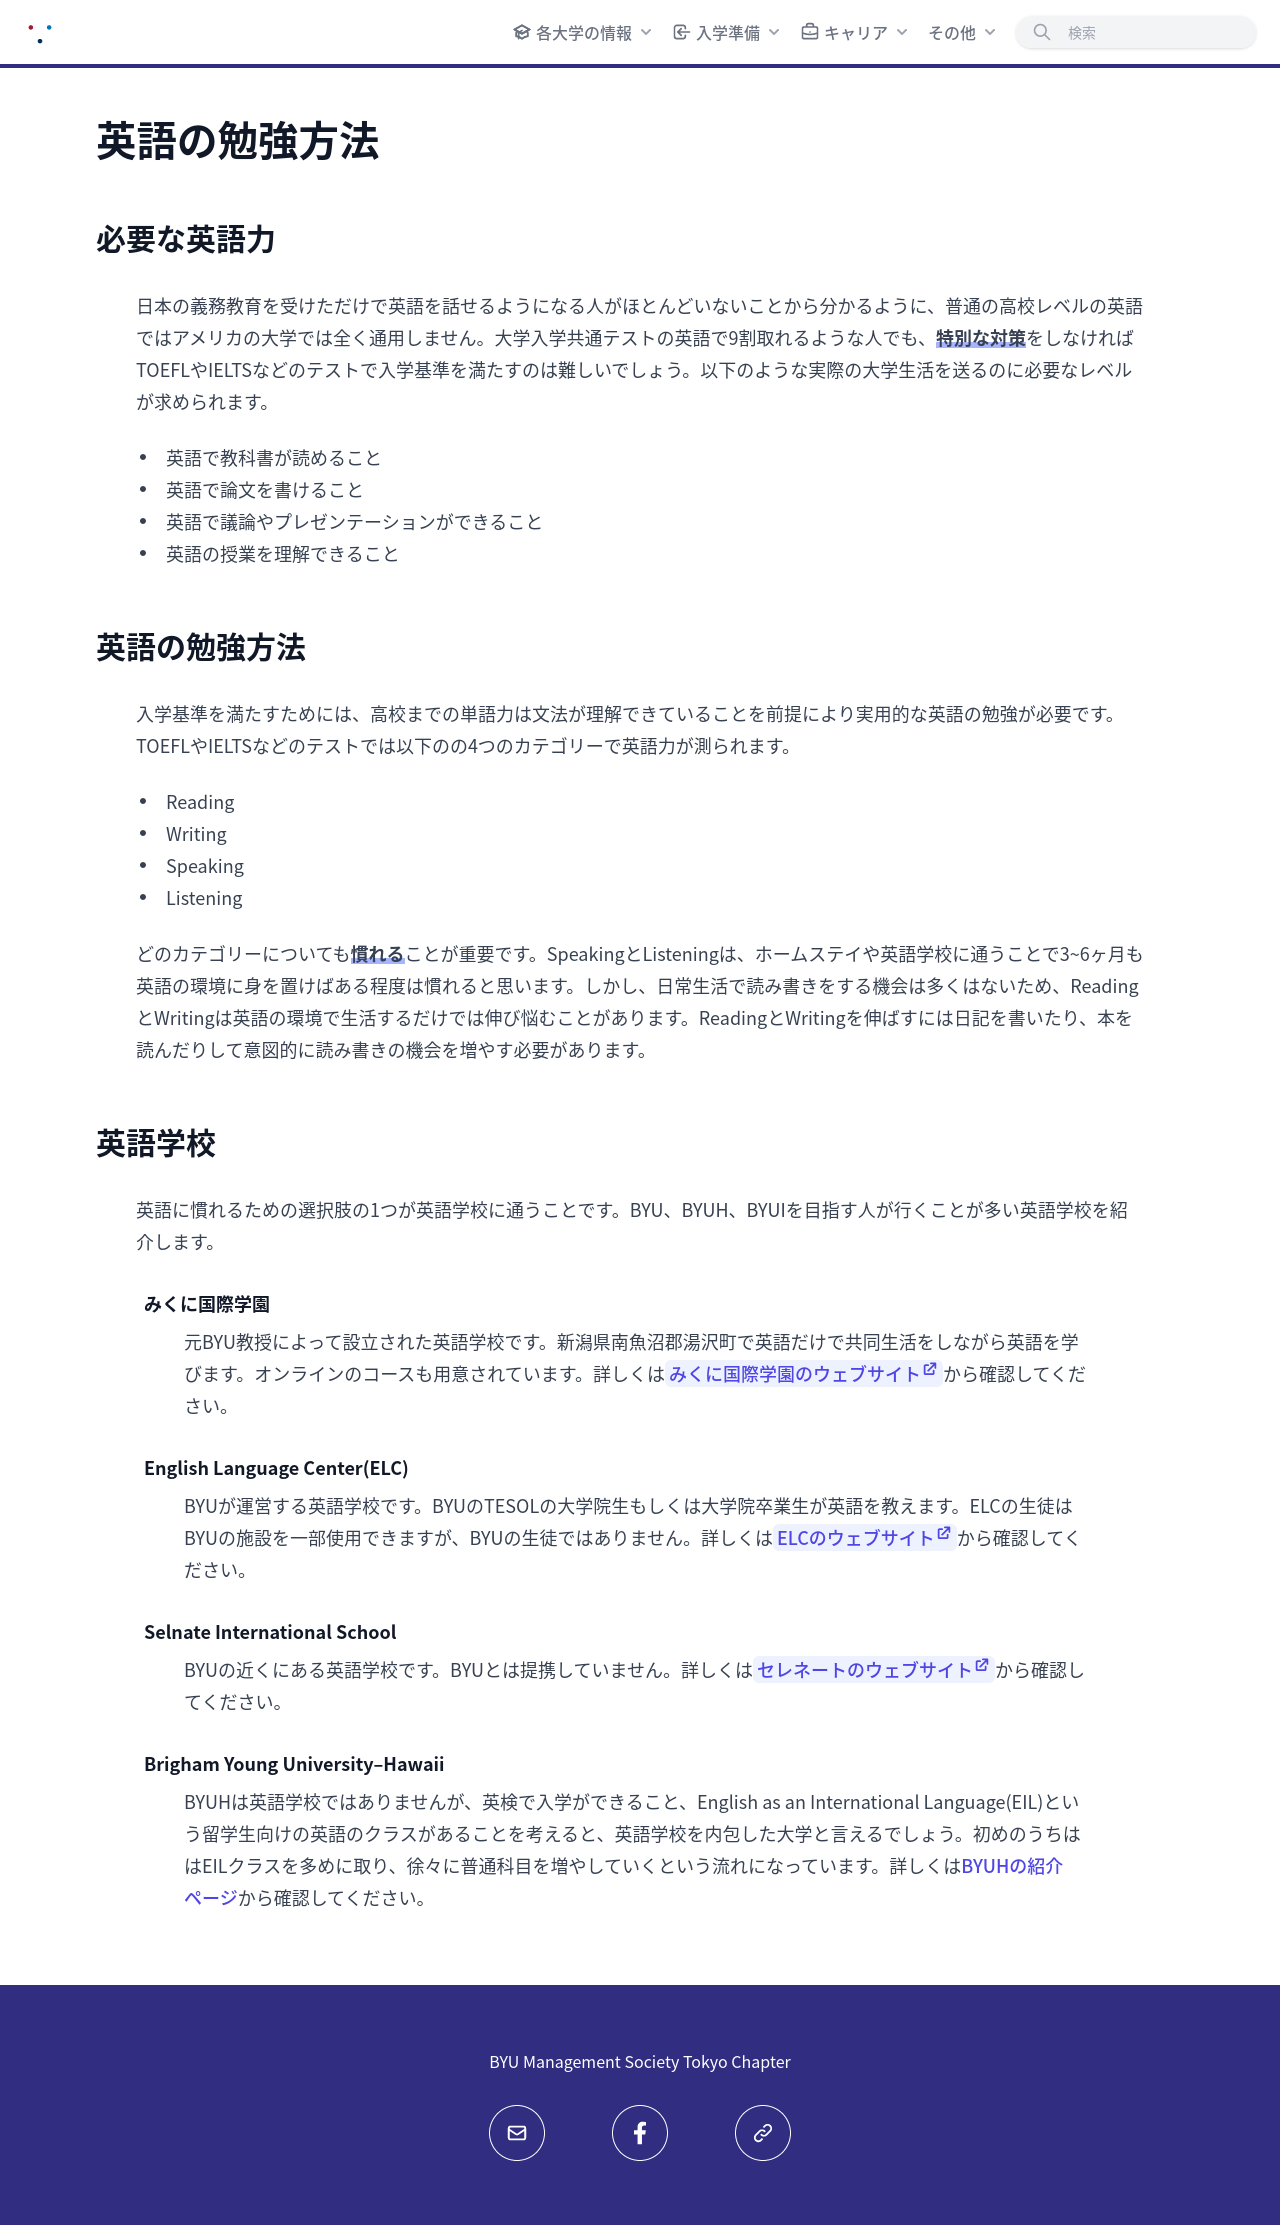 各大学の情報 入学準備 キャリア その他 検索
英語の勉強方法
必要な英語力
日本の義務教育を受けただけで英語を話せるようになる人がほとんどいないことから分かるように、普通の高校レベルの英語
ではアメリカの大学では全く通用しません。大学入学共通テストの英語で9割取れるような人でも、特別な対策をしなければ
TOEFLやIELTSなどのテストで入学基準を満たすのは難しいでしょう。以下のような実際の大学生活を送るのに必要なレベル
が求められます。
• 英語で教科書が読めること
• 英語で論文を書けること
• 英語で議論やプレゼンテーションができること
• 英語の授業を理解できること
英語の勉強方法
入学基準を満たすためには、高校までの単語力は文法が理解できていることを前提により実用的な英語の勉強が必要です。
TOEFLやIELTSなどのテストでは以下のの4つのカテゴリーで英語力が測られます。
• Reading
• Writing
• Speaking
• Listening
どのカテゴリーについても慣れることが重要です。SpeakingとListeningは、ホームステイや英語学校に通うことで3~6ヶ月も
英語の環境に身を置けばある程度は慣れると思います。しかし、日常生活で読み書きをする機会は多くはないため、Reading
とWritingは英語の環境で生活するだけでは伸び悩むことがあります。ReadingとWritingを伸ばすには日記を書いたり、本を
読んだりして意図的に読み書きの機会を増やす必要があります。
英語学校
英語に慣れるための選択肢の1つが英語学校に通うことです。BYU、BYUH、BYUIを目指す人が行くことが多い英語学校を紹
介します。
みくに国際学園
元BYU教授によって設立された英語学校です。新潟県南魚沼郡湯沢町で英語だけで共同生活をしながら英語を学
びます。オンラインのコースも用意されています。詳しくはみくに国際学園のウェブサイトから確認してくだ
さい。
English Language Center(ELC)
BYUが運営する英語学校です。BYUのTESOLの大学院生もしくは大学院卒業生が英語を教えます。ELCの生徒は
BYUの施設を一部使用できますが、BYUの生徒ではありません。詳しくはELCのウェブサイトから確認してく
ださい。
Selnate International School
BYUの近くにある英語学校です。BYUとは提携していません。詳しくはセレネートのウェブサイトから確認し
てください。
Brigham Young University–Hawaii
BYUHは英語学校ではありませんが、英検で入学ができること、English as an International Language(EIL)とい
う留学生向けの英語のクラスがあることを考えると、英語学校を内包した大学と言えるでしょう。初めのうちは
はEILクラスを多めに取り、徐々に普通科目を増やしていくという流れになっています。詳しくはBYUHの紹介
ページから確認してください。
BYU Management Society Tokyo Chapter